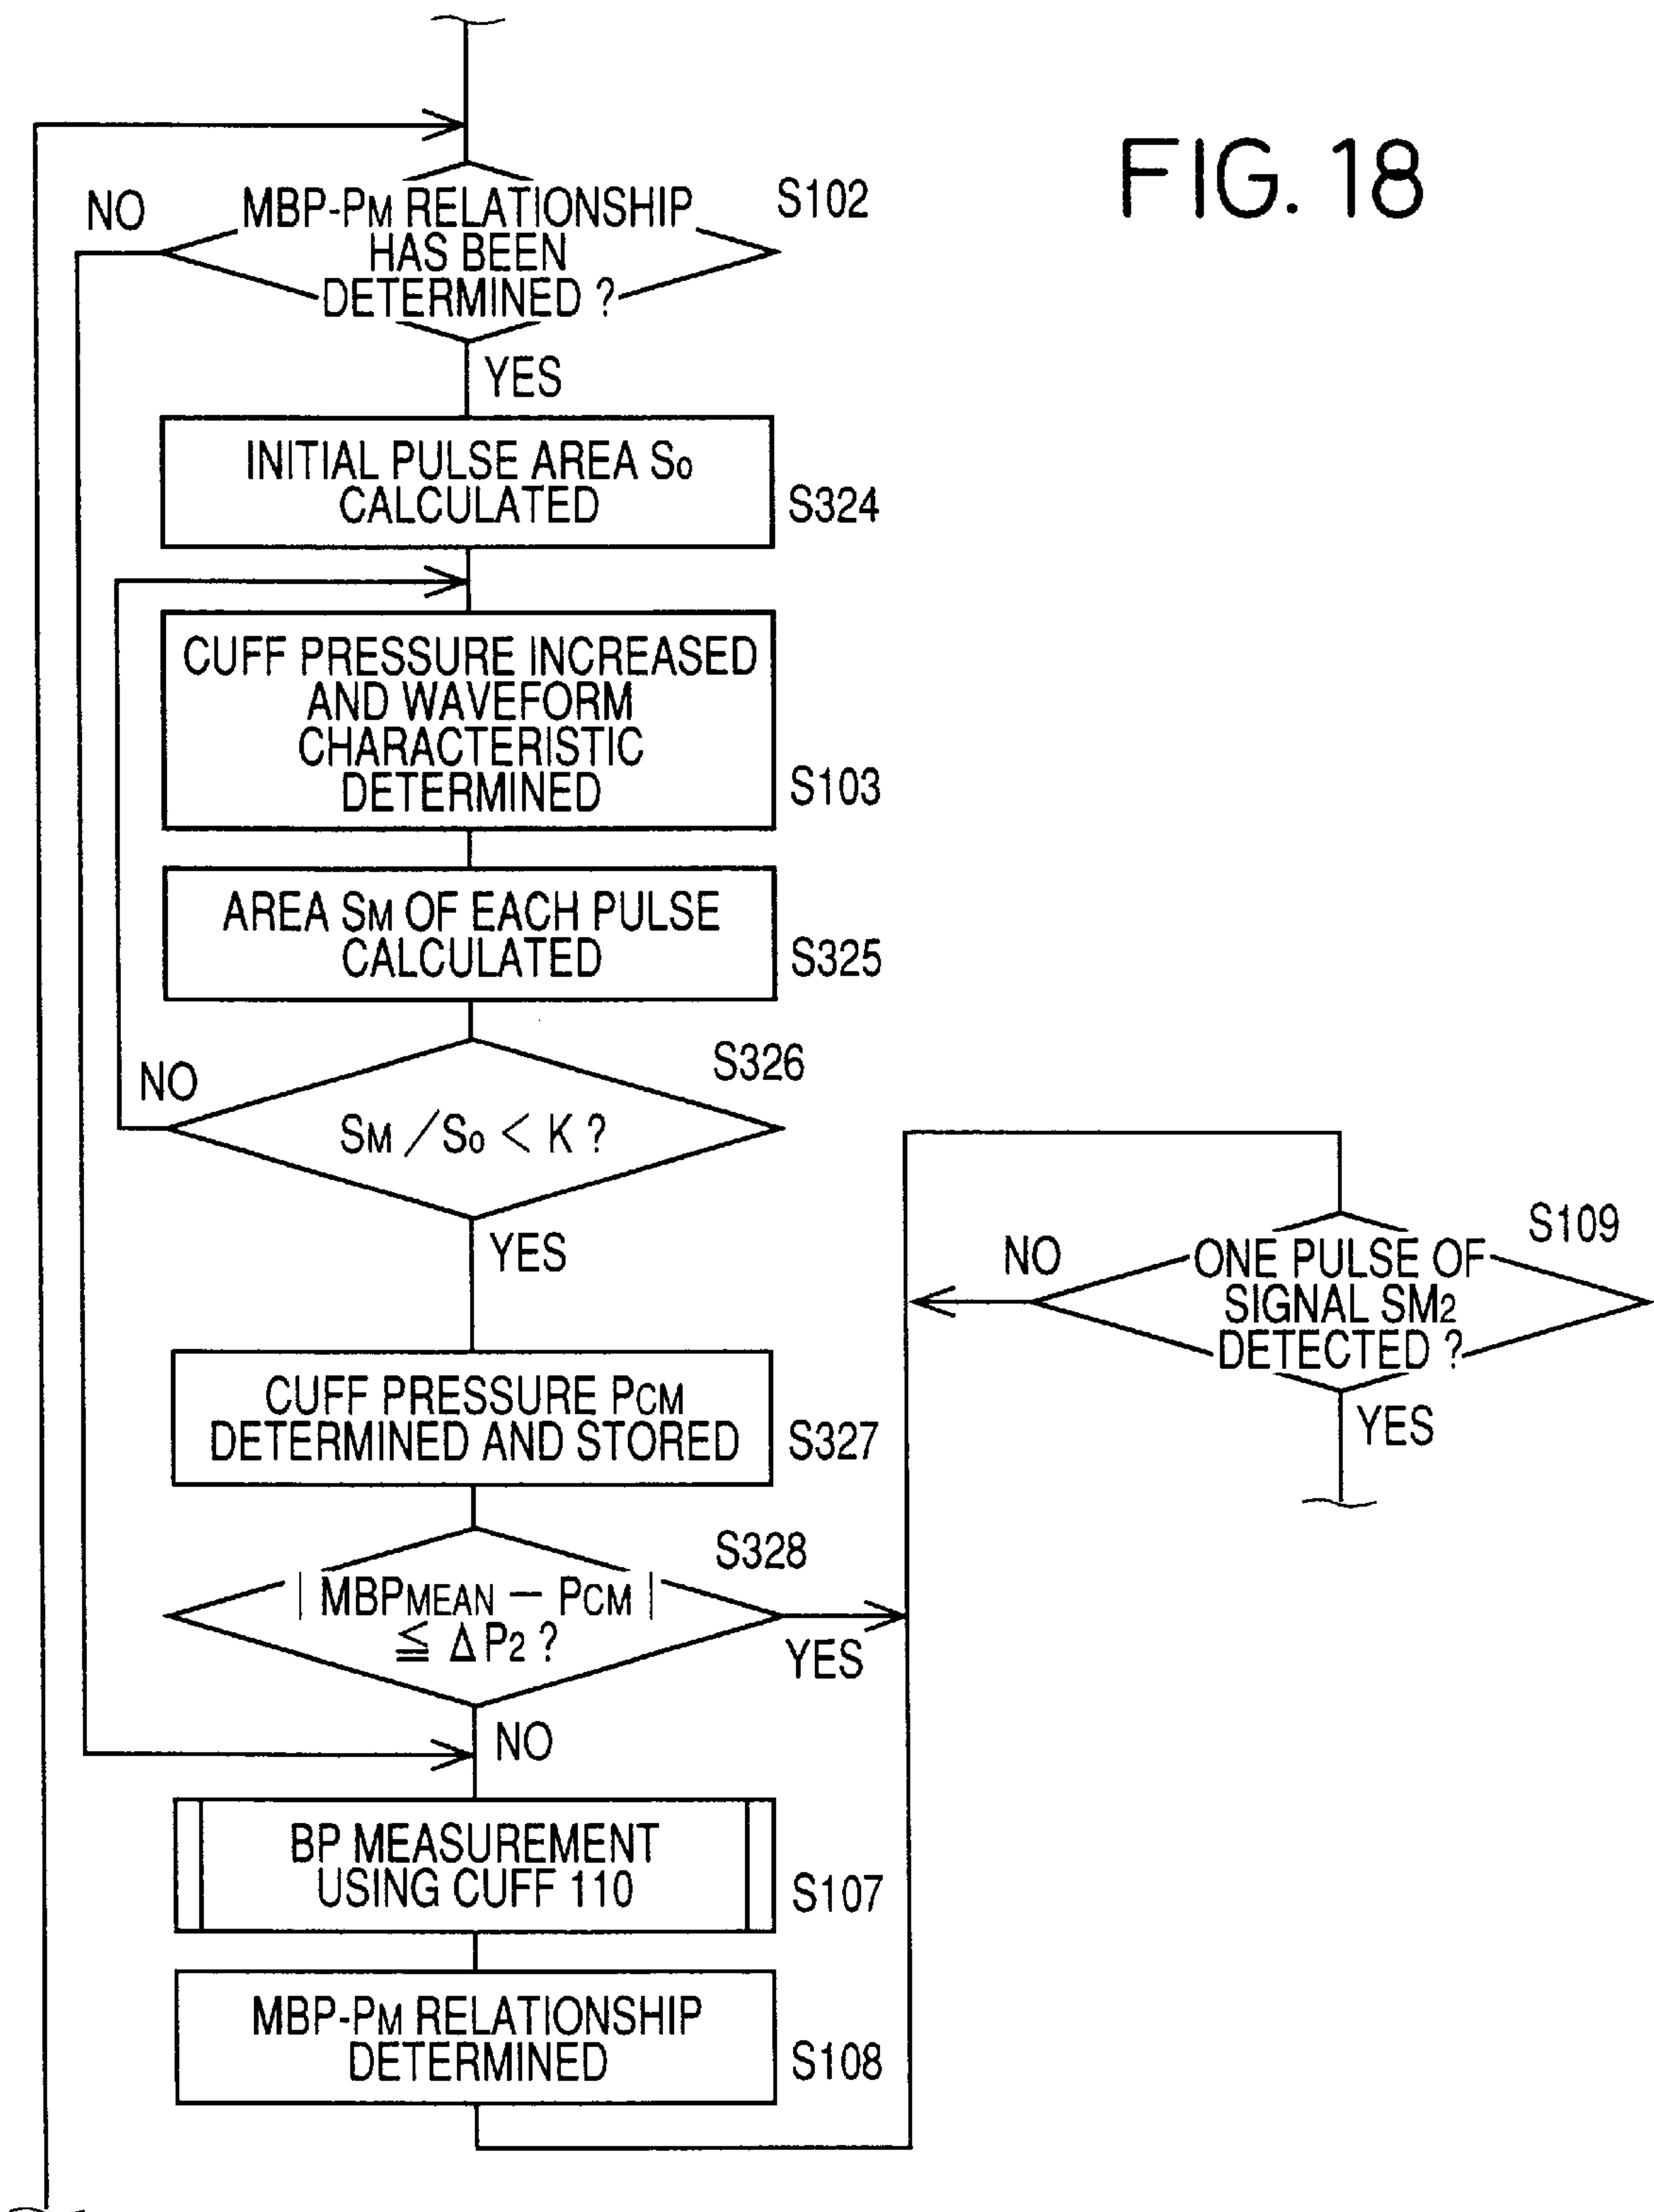 FIG. 18
MBP-PM RELATIONSHIP
HAS BEEN
DETERMINED ?
S102
NO
YES
INITIAL PULSE AREA S0
CALCULATED
S324
CUFF PRESSURE INCREASED
AND WAVEFORM
CHARACTERISTIC
DETERMINED
S103
AREA SM OF EACH PULSE
CALCULATED
S325
SM / S0 < K ?
S326
NO
YES
CUFF PRESSURE PCM
DETERMINED AND STORED
S327
| MBPMEAN − PCM |
≦ ΔP2 ?
S328
YES
NO
BP MEASUREMENT
USING CUFF 110
S107
MBP-PM RELATIONSHIP
DETERMINED
S108
ONE PULSE OF
SIGNAL SM2
DETECTED ?
S109
NO
YES